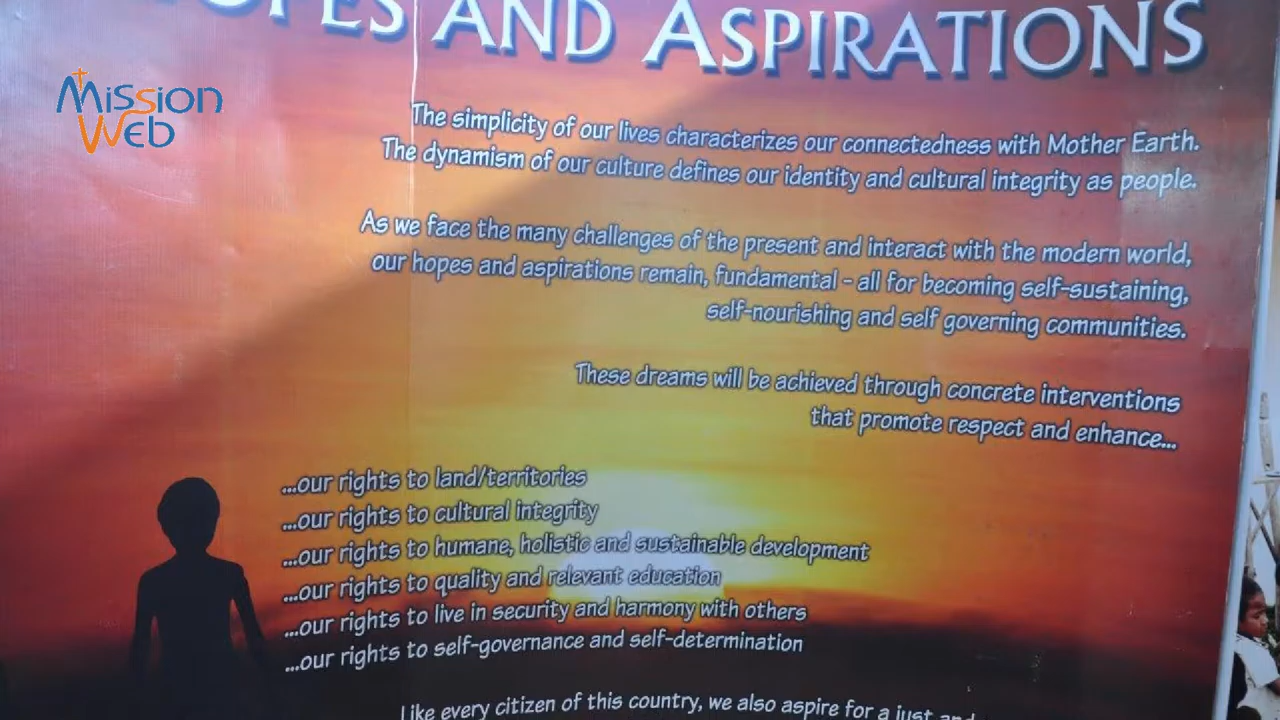 HOPES AND ASPIRATIONS
Mission
Web
The simplicity of our lives characterizes our connectedness with Mother Earth.
The dynamism of our culture defines our identity and cultural integrity as people.
As we face the many challenges of the present and interact with the modern world,
our hopes and aspirations remain, fundamental - all for becoming self-sustaining,
self-nourishing and self governing communities.
These dreams will be achieved through concrete interventions
that promote respect and enhance...
...our rights to land/territories
...our rights to cultural integrity
...our rights to humane, holistic and sustainable development
...our rights to quality and relevant education
...our rights to live in security and harmony with others
...our rights to self-governance and self-determination
Like every citizen of this country, we also aspire for a just and